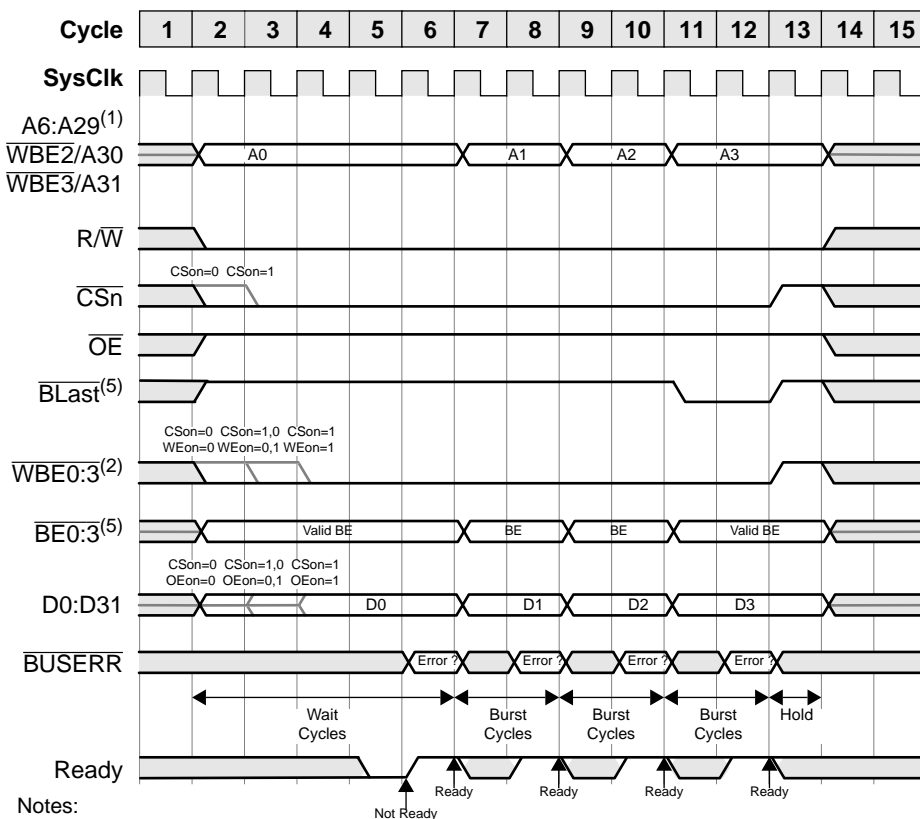 Cycle 1 2 3 4 5 6 7 8 9 10 11 12 13 14 15
SysClk
A6:A29(1)
WBE2/A30 A0 A1 A2 A3
WBE3/A31
R/W
CSon=0 CSon=1
CSn
OE
BLast(5)
CSon=0 CSon=1,0 CSon=1
WEon=0 WEon=0,1 WEon=1
WBE0:3(2)
BE0:3(5) Valid BE BE BE Valid BE
CSon=0 CSon=1,0 CSon=1
OEon=0 OEon=0,1 OEon=1
D0:D31 D0 D1 D2 D3
BUSERR Error ? Error ? Error ? Error ?
Wait Burst Burst Burst Hold
Cycles Cycles Cycles Cycles
Ready
Ready Ready Ready Ready
Notes: Not Ready